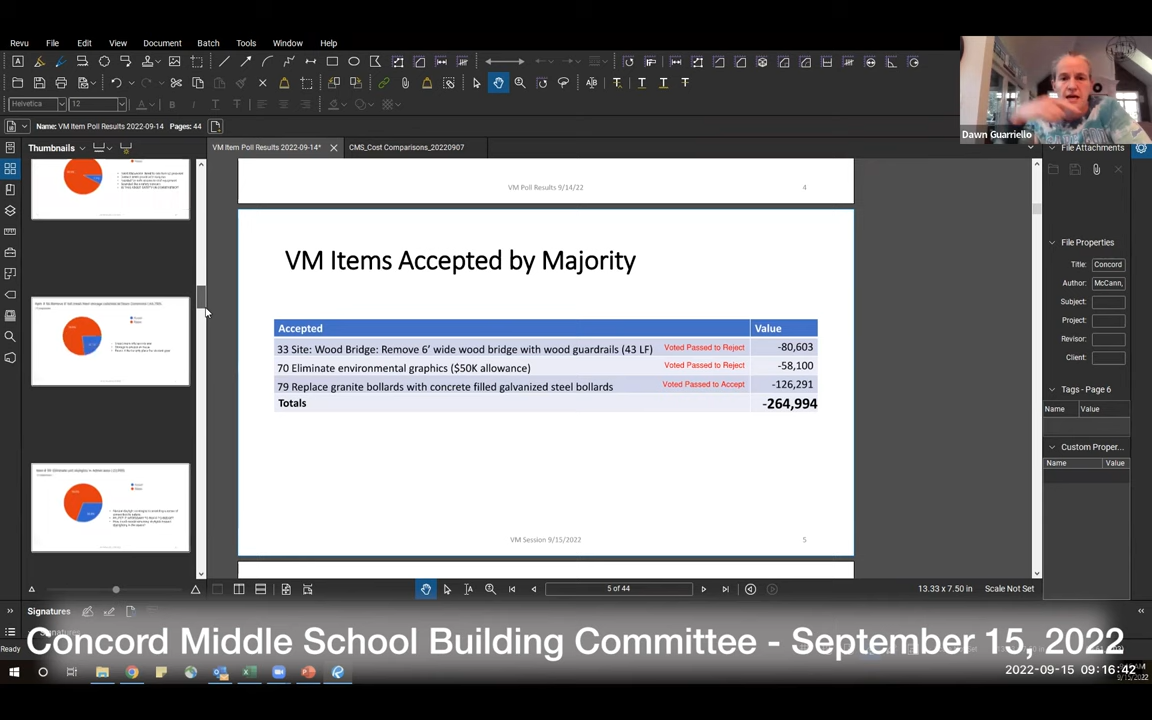 Revu File Edit View Document Batch Tools Window Help
Helvetica 12
Name: VM Item Poll Results 2022-09-14 Pages: 44
Dawn Guarriello
Thumbnails
VM Item Poll Results 2022-09-14*
CMS_Cost Comparisons_20220907
File Attachments
VM Poll Results 9/14/22 4
VM Items Accepted by Majority
Accepted Value
33 Site: Wood Bridge: Remove 6' wide wood bridge with wood guardrails (43 LF) Voted Passed to Reject -80,603
70 Eliminate environmental graphics ($50K allowance) Voted Passed to Reject -58,100
79 Replace granite bollards with concrete filled galvanized steel bollards Voted Passed to Accept -126,291
Totals -264,994
VM Session 9/15/2022 5
File Properties
Title: Concord
Author: McCann,
Subject:
Project:
Revisor:
Client:
Tags - Page 6
Name Value
Custom Proper...
Name Value
5 of 44
13.33 x 7.50 in Scale Not Set
Signatures
Ready
Concord Middle School Building Committee - September 15, 2022
2022-09-15 09:16:42
9/15/2022